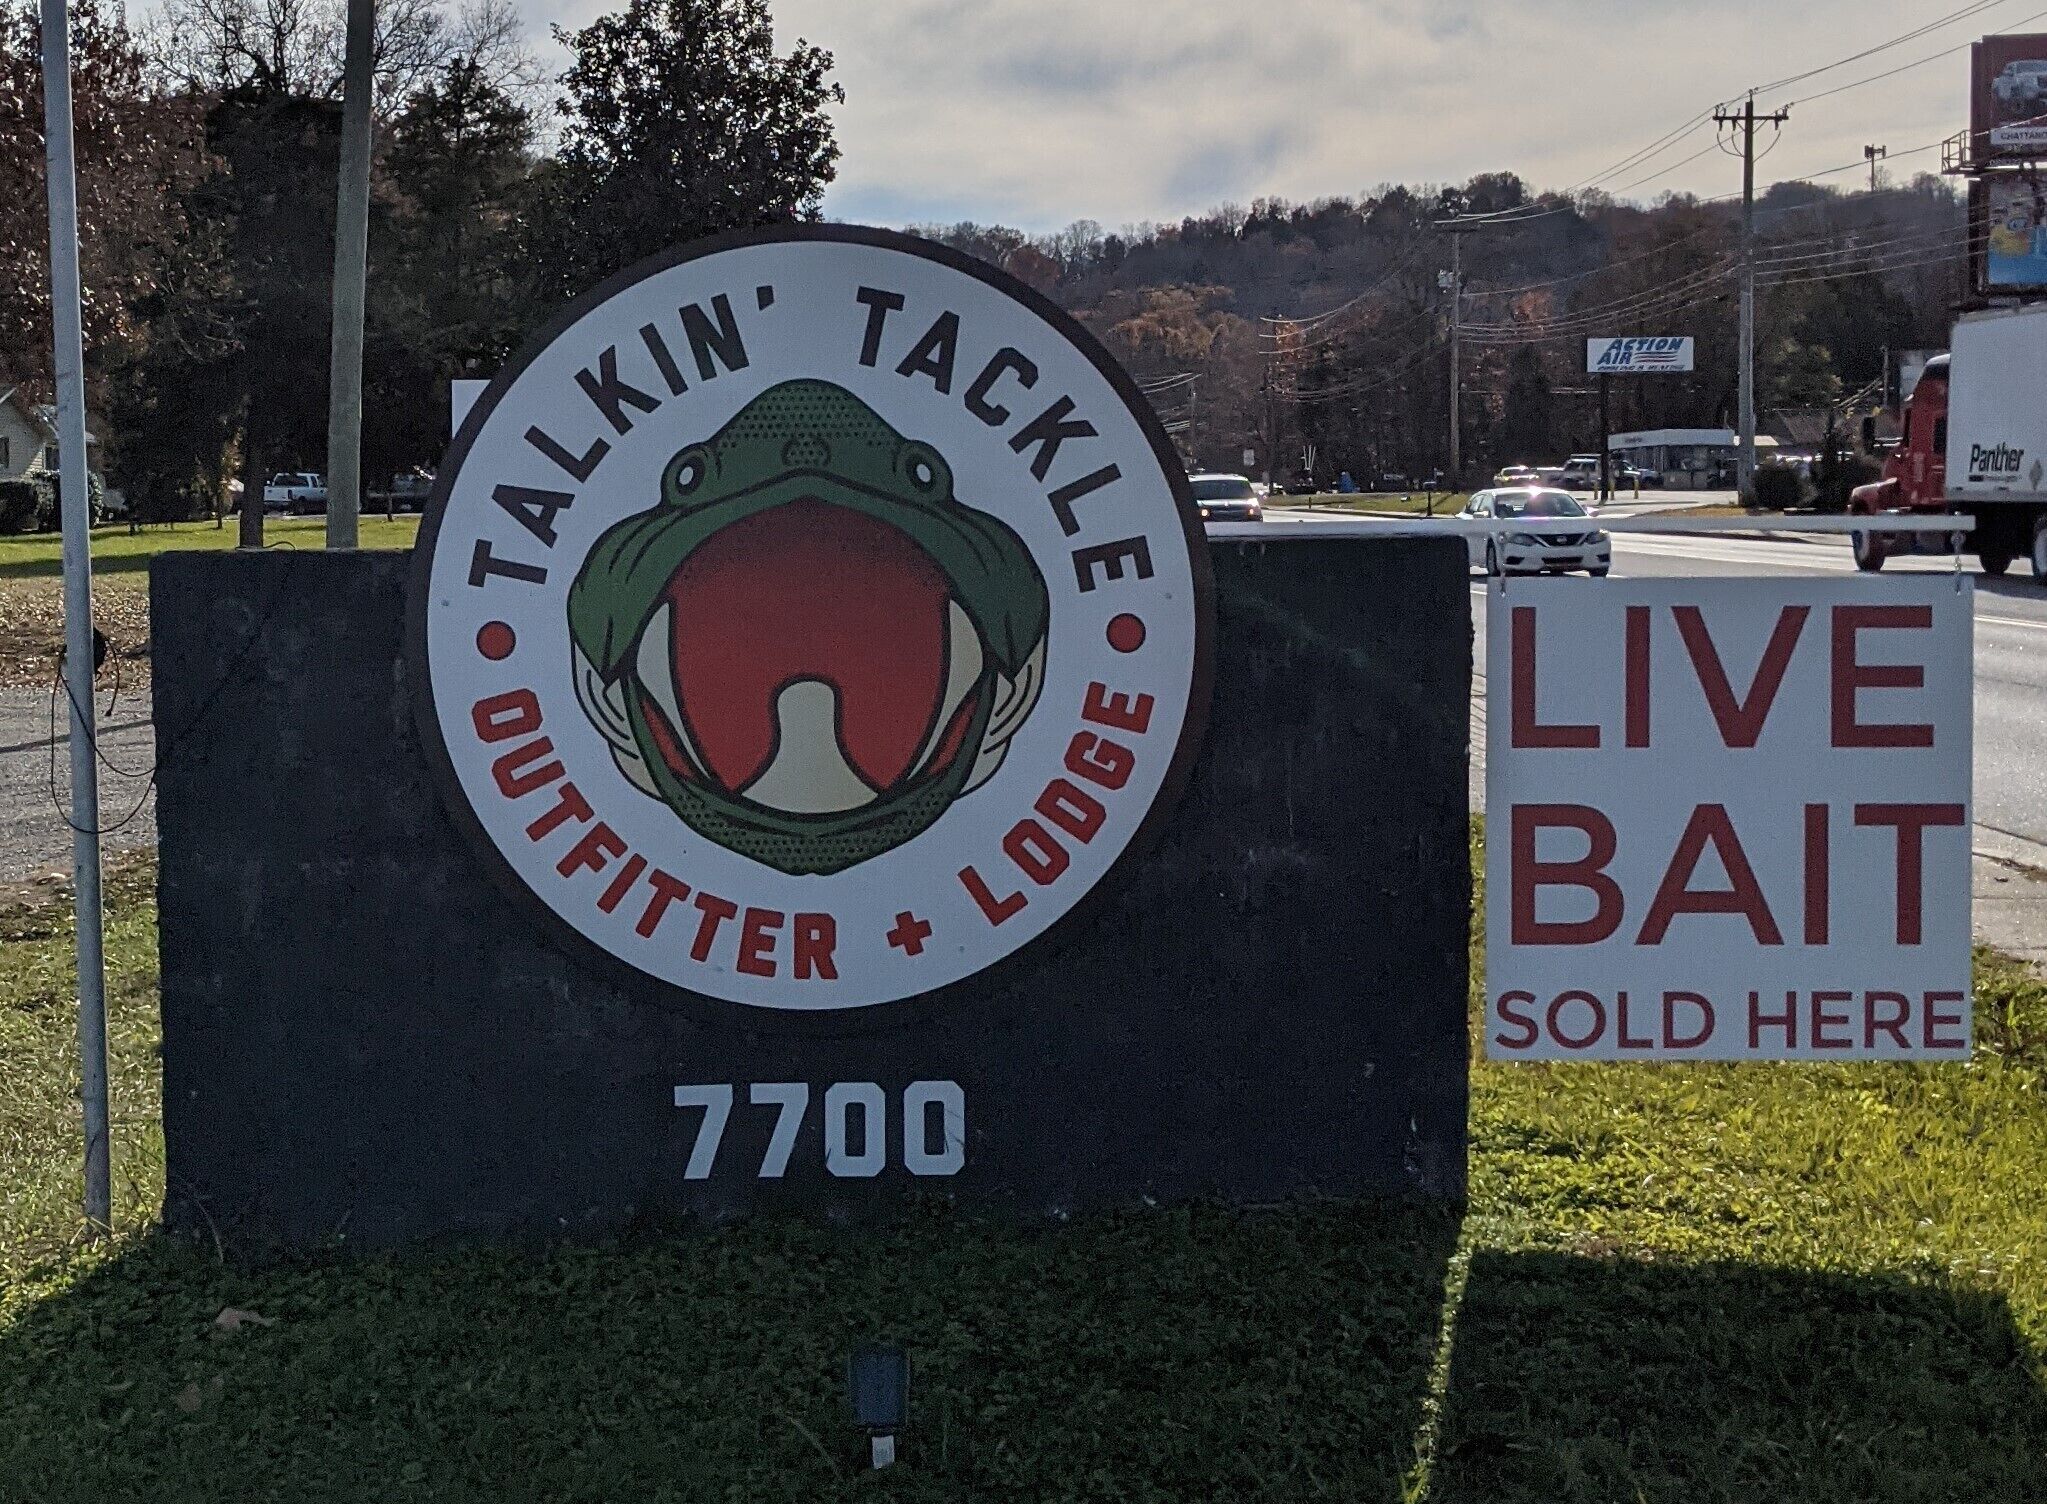 TALKIN' TACKLE
OUTFITTER + LODGE
7700
LIVE
BAIT
SOLD HERE
ACTION
AIR
Panther